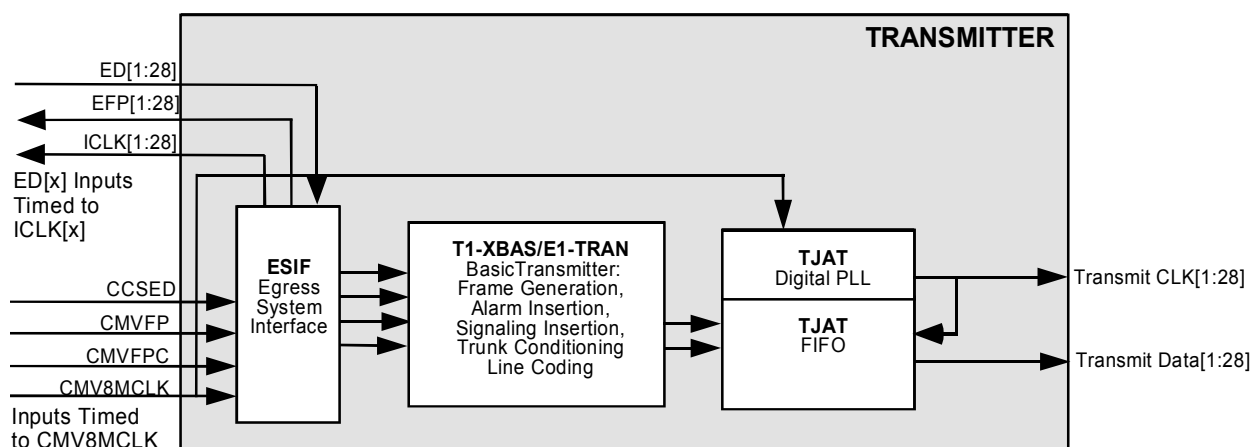 TRANSMITTER
ED[1:28]
EFP[1:28]
ICLK[1:28]
ED[x] Inputs
Timed to
ICLK[x]
ESIF
Egress
System
Interface
T1-XBAS/E1-TRAN
BasicTransmitter:
Frame Generation,
Alarm Insertion,
Signaling Insertion,
Trunk Conditioning
Line Coding
TJAT
Digital PLL
TJAT
FIFO
Transmit CLK[1:28]
Transmit Data[1:28]
CCSED
CMVFP
CMVFPC
CMV8MCLK
Inputs Timed
to CMV8MCLK